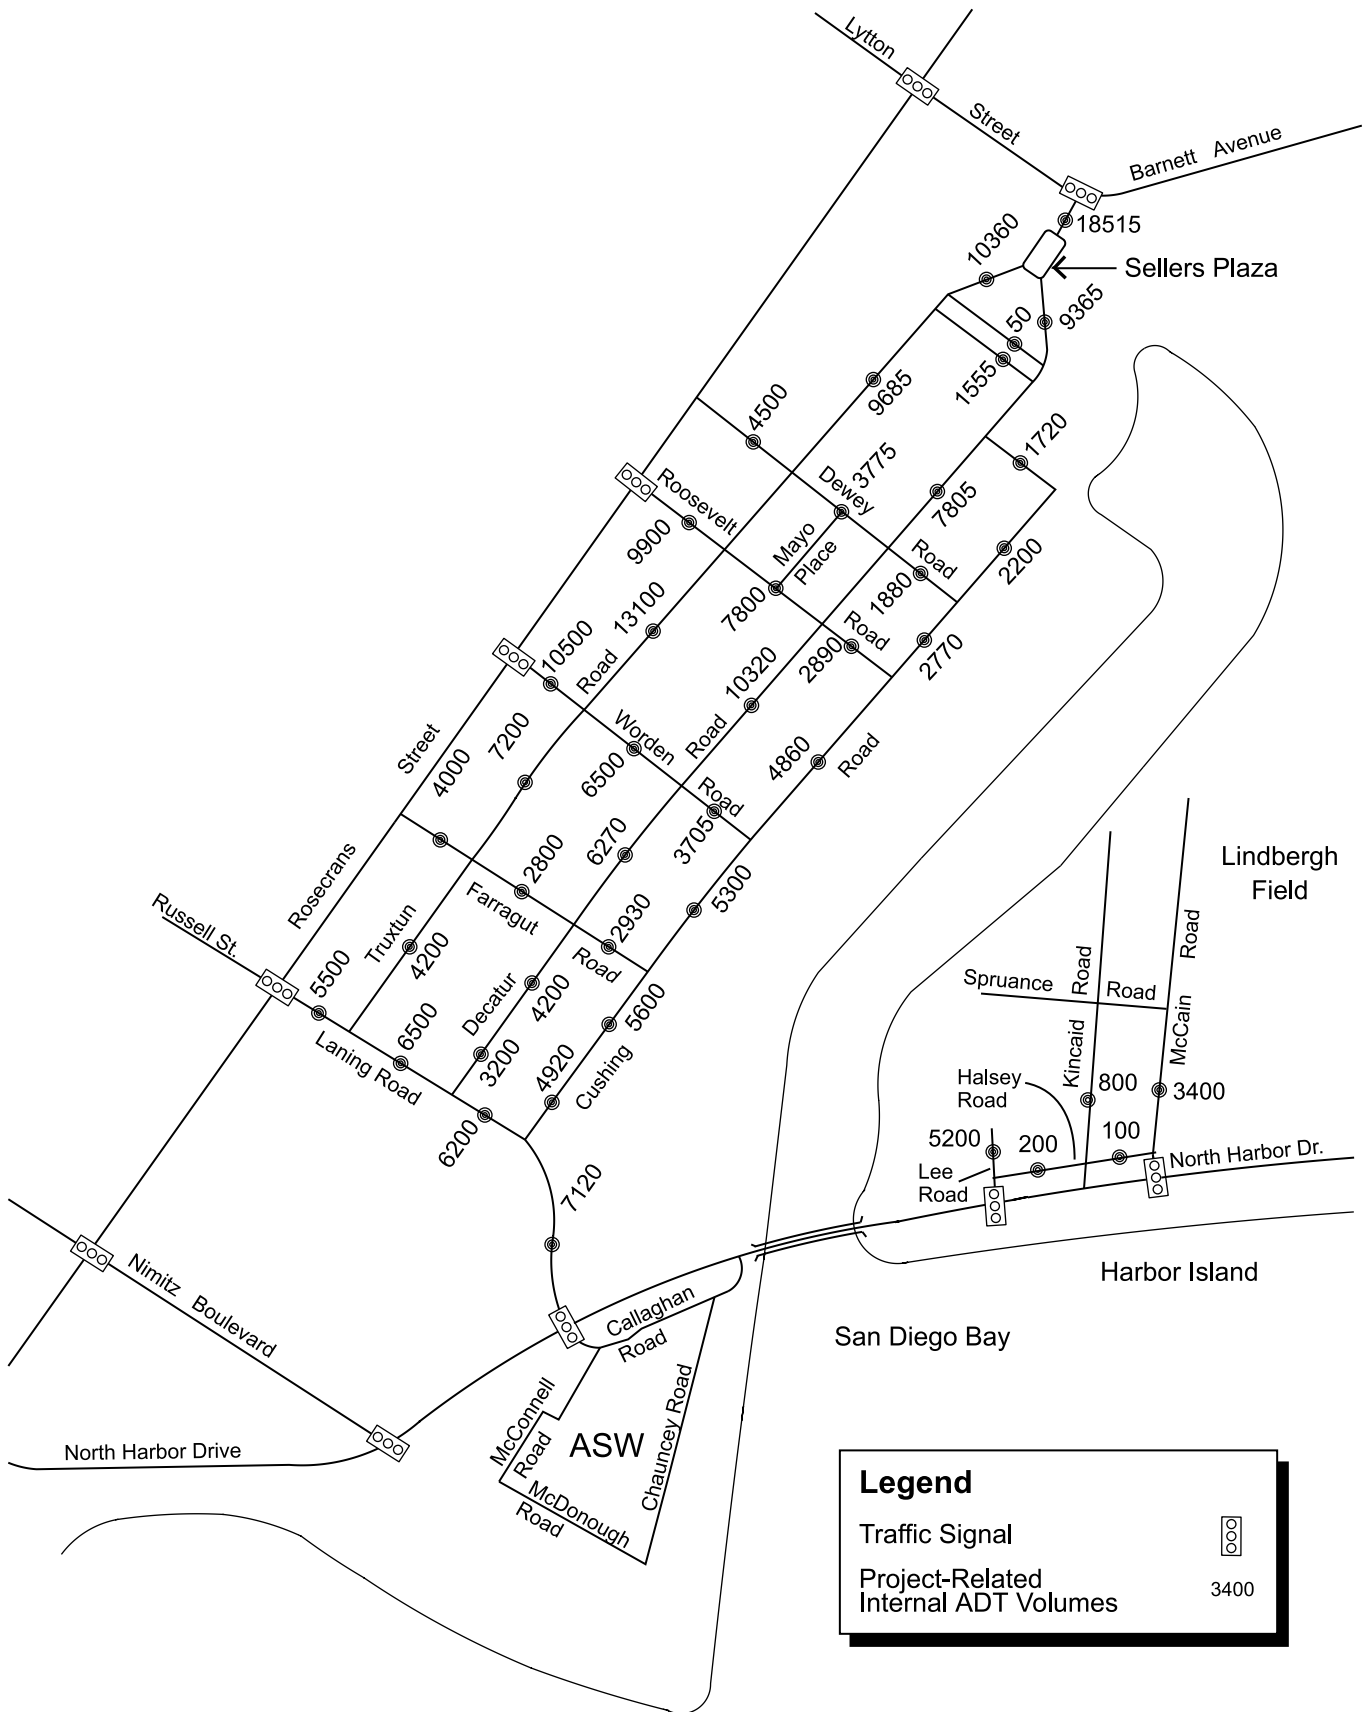 Lytton
Street
Barnett Avenue
18515
10360
Sellers Plaza
9365
50
1555
9685
4500
1720
3775
Dewey
7805
Roosevelt
9900
Mayo
Place
Road
2200
1880
7800
13100
Road
2890
2770
10500
Road
10320
Worden
Road
4860
Road
Street
4000
7200
6500
Road
3705
6270
2800
5300
Lindbergh
Field
Rosecrans
Farragut
2930
Road
Russell St.
Truxtun
4200
5500
Decatur
4200
5600
Spruance
Road
Road
Road
6500
Laning Road
3200
4920
Cushing
Kincaid
McCain
Halsey
Road
800
3400
6200
5200
200
100
Lee
Road
North Harbor Dr.
7120
Nimitz Boulevard
Harbor Island
Callaghan
Road
San Diego Bay
McConnell
Road
Chauncey Road
ASW
North Harbor Drive
McDonough
Road
Legend
Traffic Signal
Project-Related
Internal ADT Volumes
3400